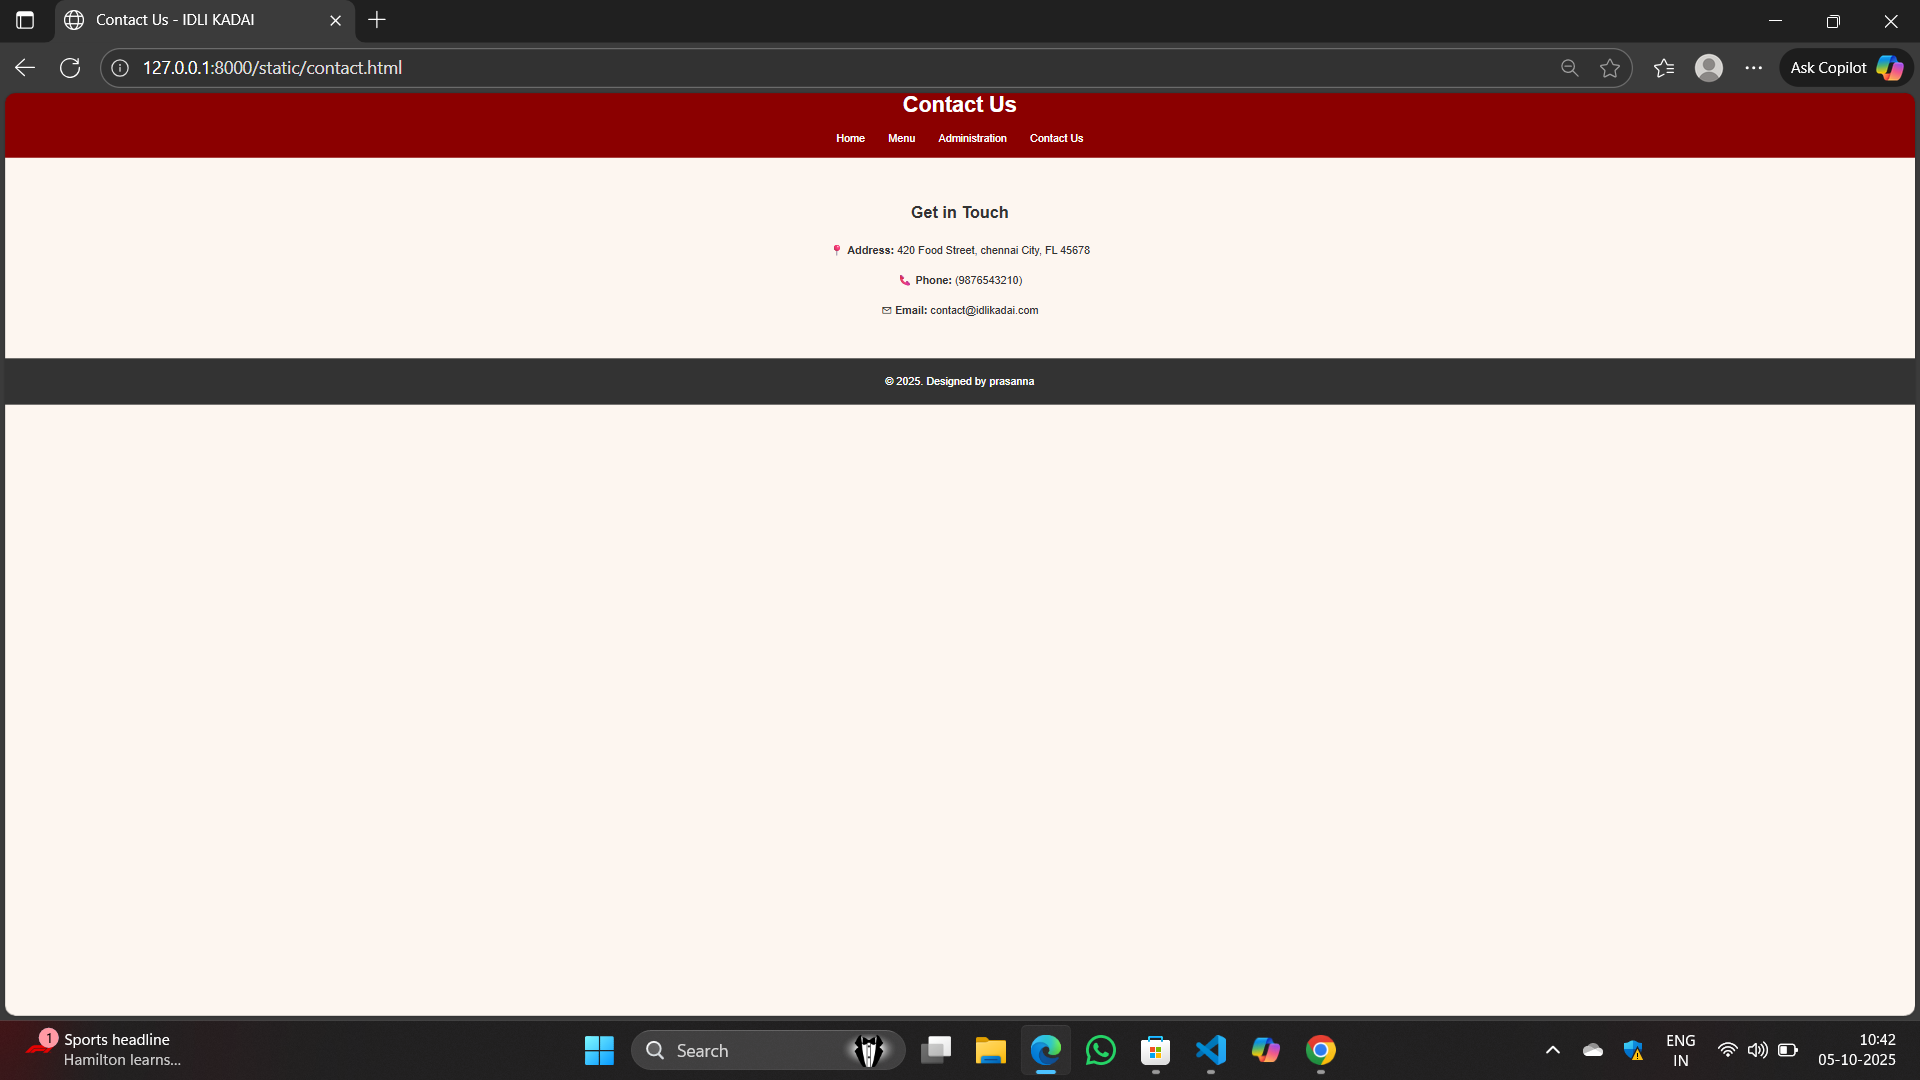 Contact Us - IDLI KADAI
127.0.0.1:8000/static/contact.html
Ask Copilot
Contact Us
Home Menu Administration Contact Us
Get in Touch
Address: 420 Food Street, chennai City, FL 45678
Phone: (9876543210)
Email: contact@idlikadai.com
© 2025. Designed by prasanna
1
Sports headline
Hamilton learns...
Search
ENG
IN
10:42
05-10-2025